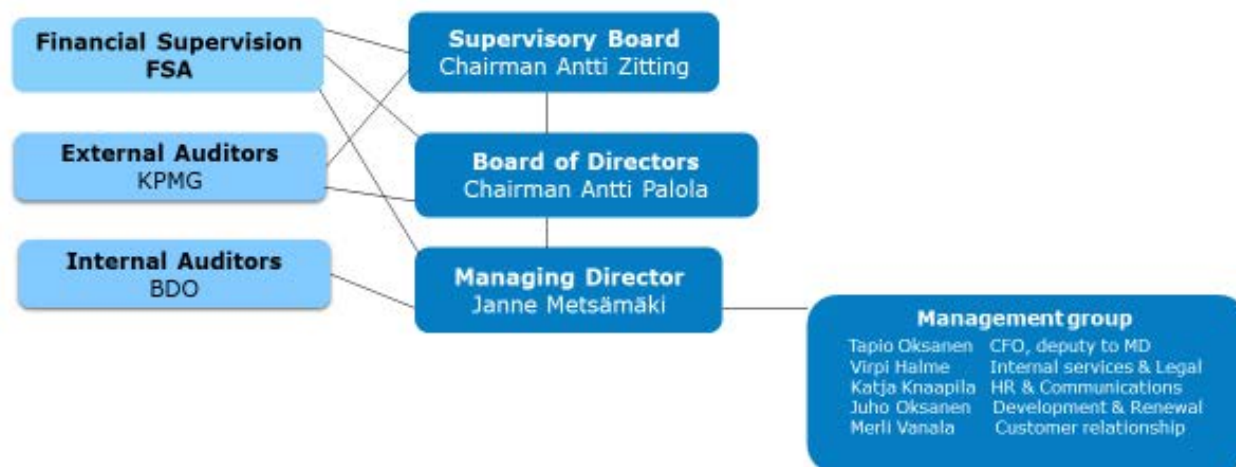 Financial Supervision
FSA
Supervisory Board
Chairman Antti Zitting
External Auditors
KPMG
Board of Directors
Chairman Antti Palola
Internal Auditors
BDO
Managing Director
Janne Metsämäki
Management group
Tapio Oksanen CFO, deputy to MD
Virpi Halme Internal services & Legal
Katja Knaapila HR & Communications
Juho Oksanen Development & Renewal
Merli Vanala Customer relationship